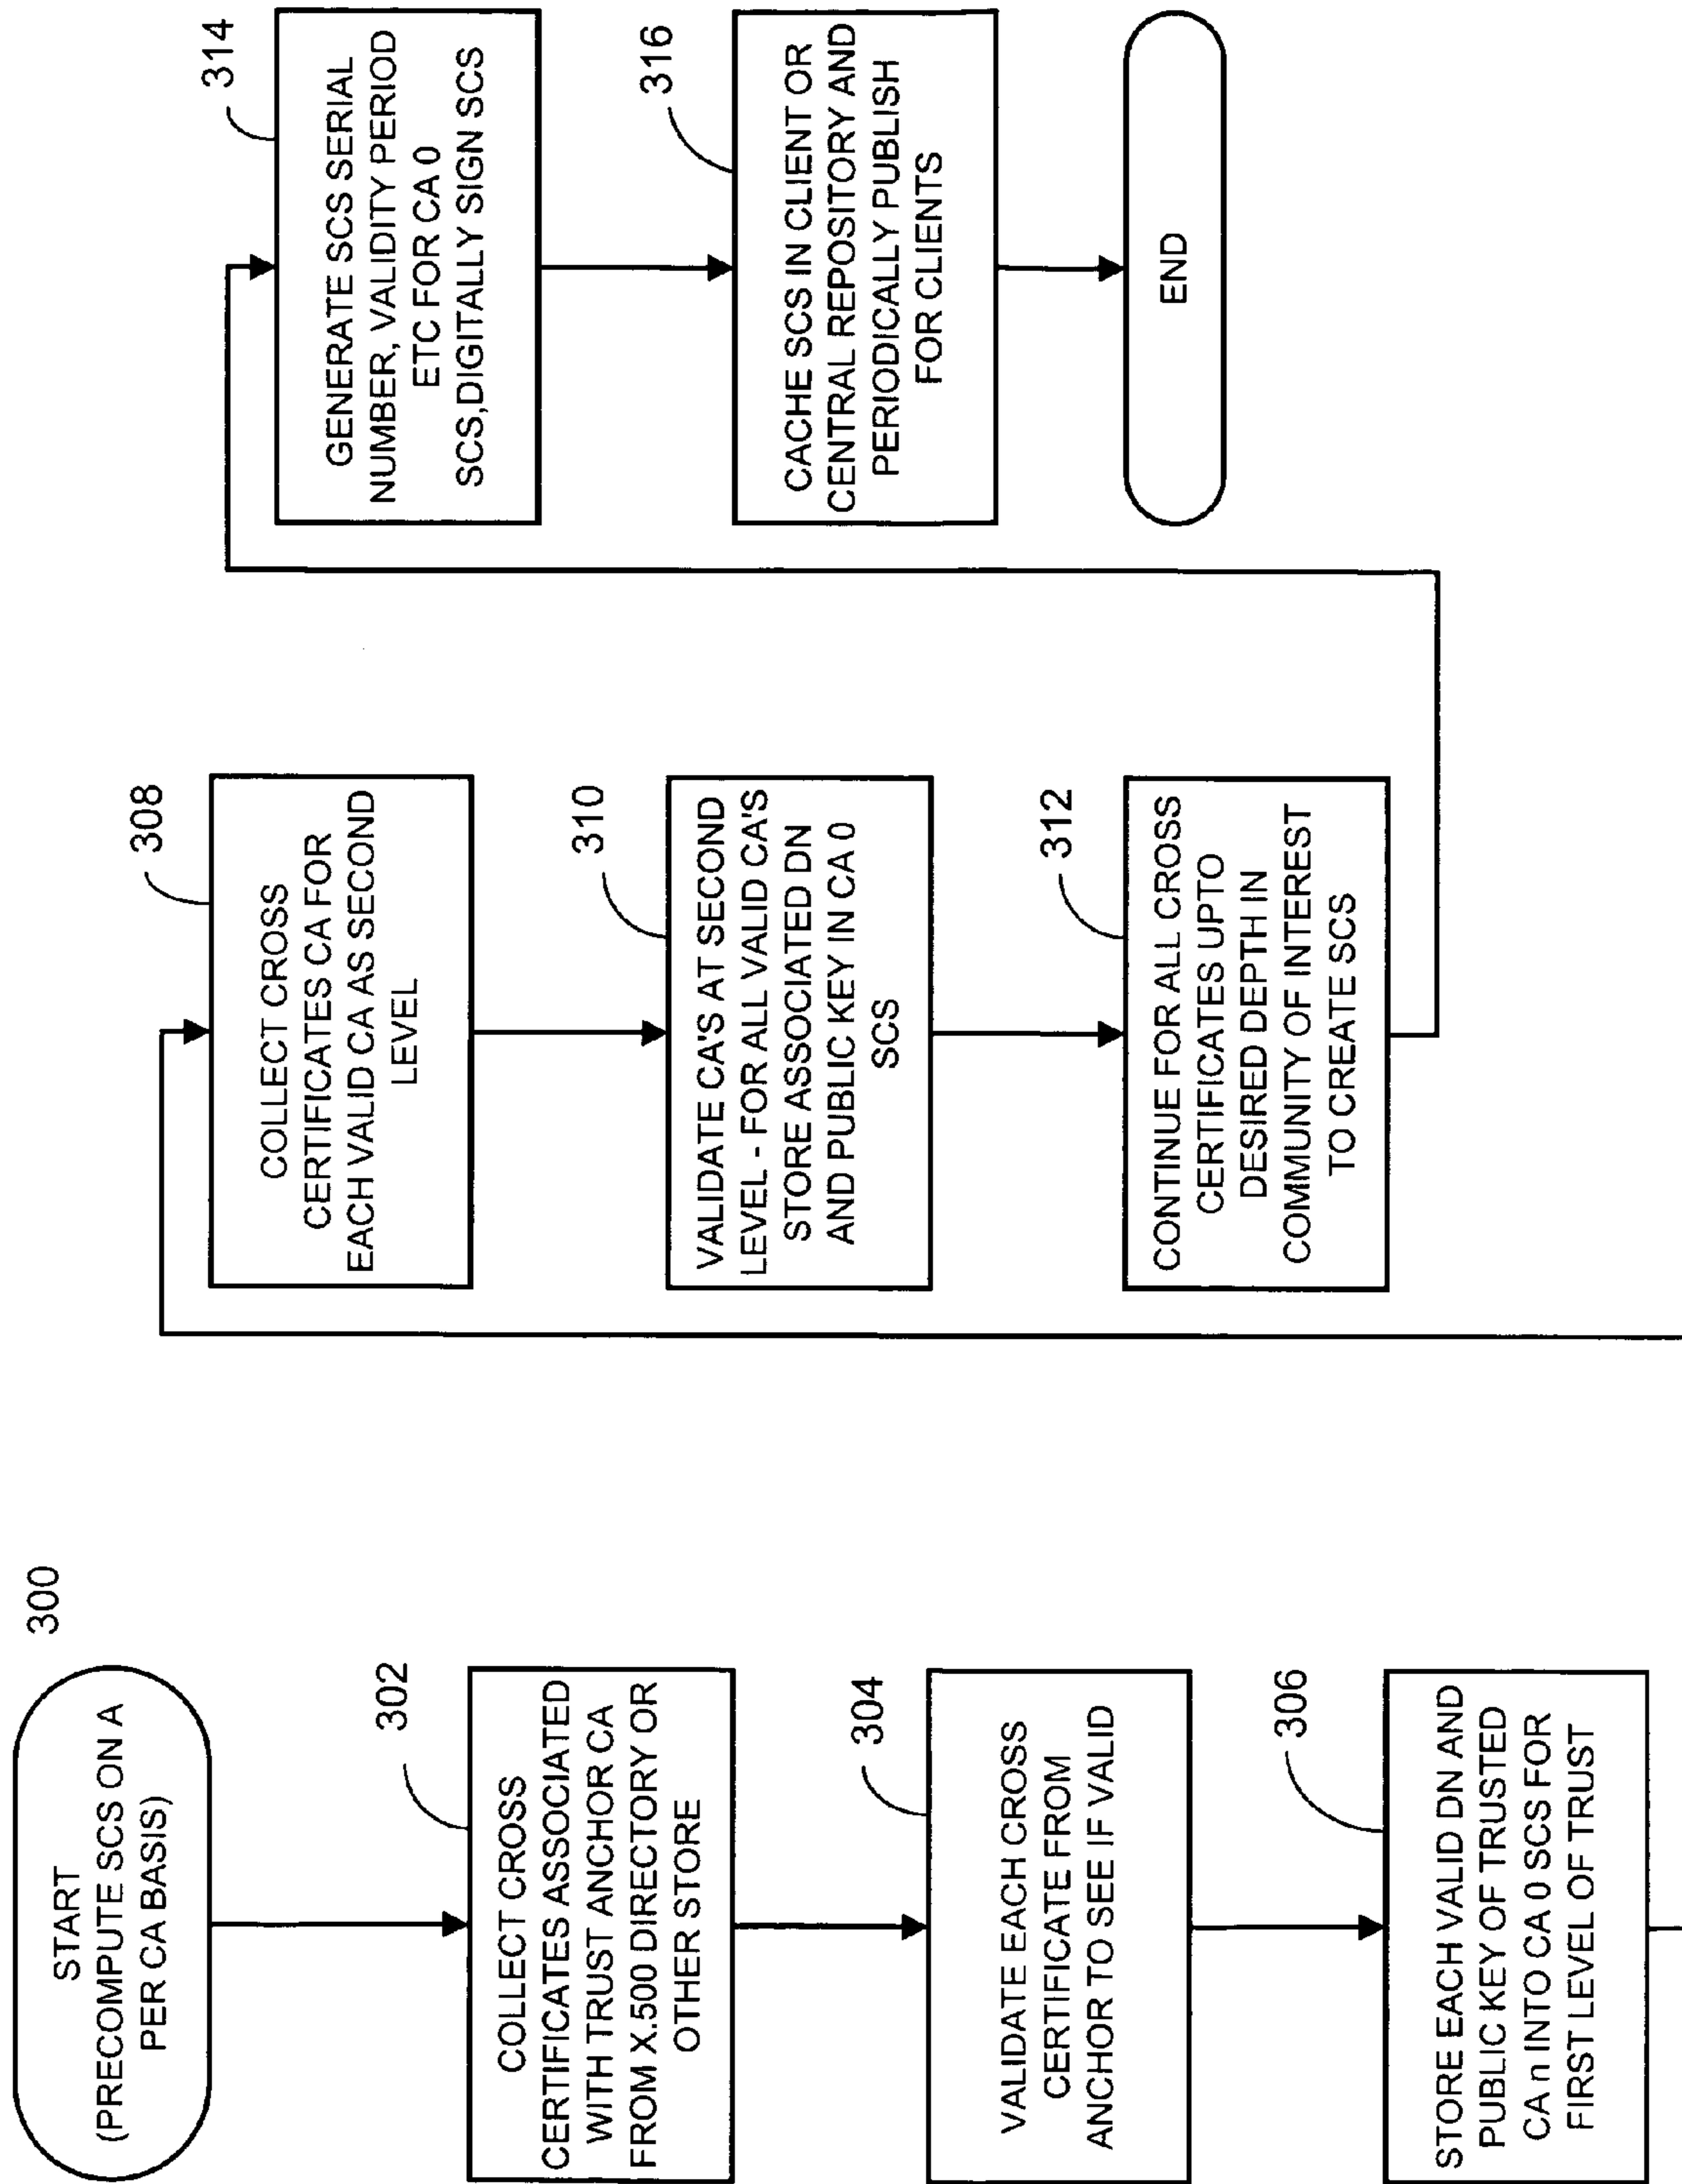 300
START
(PRECOMPUTE SCS ON A
PER CA BASIS)
302
COLLECT CROSS
CERTIFICATES ASSOCIATED
WITH TRUST ANCHOR CA
FROM X.500 DIRECTORY OR
OTHER STORE
304
VALIDATE EACH CROSS
CERTIFICATE FROM
ANCHOR TO SEE IF VALID
306
STORE EACH VALID DN AND
PUBLIC KEY OF TRUSTED
CA n INTO CA 0 SCS FOR
FIRST LEVEL OF TRUST
308
COLLECT CROSS
CERTIFICATES CA FOR
EACH VALID CA AS SECOND
LEVEL
310
VALIDATE CA'S AT SECOND
LEVEL - FOR ALL VALID CA'S
STORE ASSOCIATED DN
AND PUBLIC KEY IN CA 0
SCS
312
CONTINUE FOR ALL CROSS
CERTIFICATES UPTO
DESIRED DEPTH IN
COMMUNITY OF INTEREST
TO CREATE SCS
314
GENERATE SCS SERIAL
NUMBER, VALIDITY PERIOD
ETC FOR CA 0
SCS,DIGITALLY SIGN SCS
316
CACHE SCS IN CLIENT OR
CENTRAL REPOSITORY AND
PERIODICALLY PUBLISH
FOR CLIENTS
END